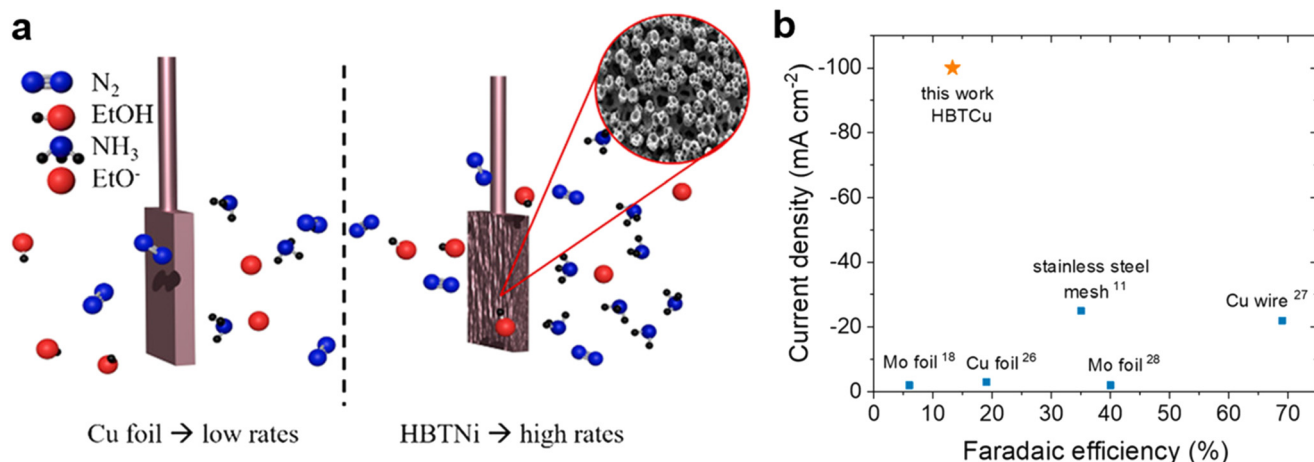 a
N2
EtOH
NH3
EtO-
Cu foil → low rates
HBTNi → high rates
b
Current density (mA cm-2)
-100
-80
-60
-40
-20
0
this work
HBTCu
stainless steel
mesh 11
Cu wire 27
Mo foil 18
Cu foil 26
Mo foil 28
0 10 20 30 40 50 60 70
Faradaic efficiency (%)